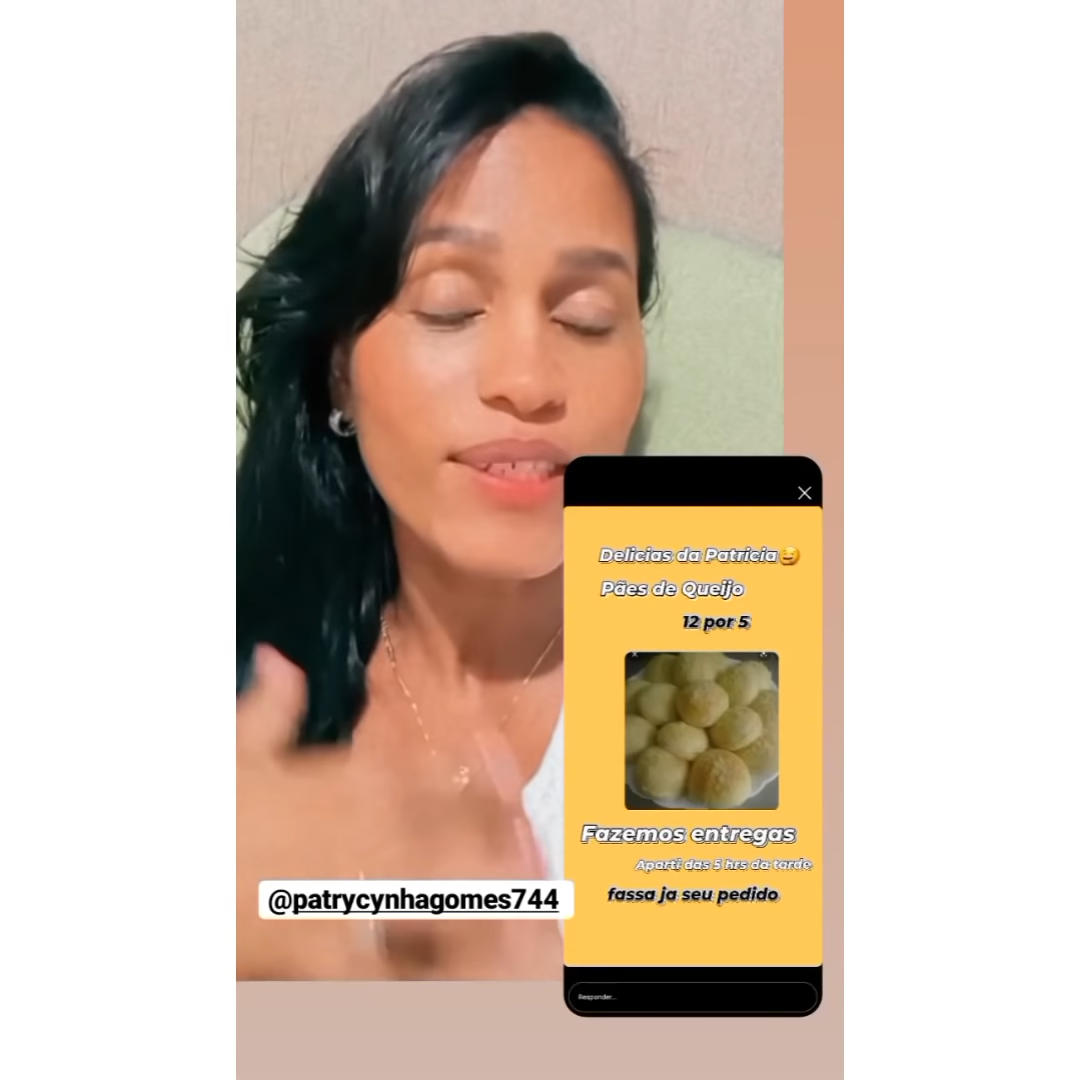 Delicias da Patricia😆
Pães de Queijo
12 por 5
Fazemos entregas
Aparti das 5 hrs da tarde
fassa ja seu pedido
@patrycynhagomes744
Responder...